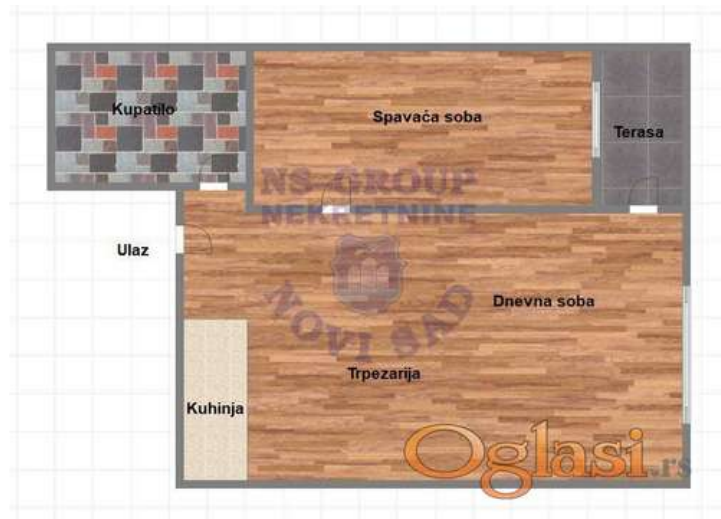 Kupatilo
Spavaća soba
Terasa
NS-GROUP
NEKRETNINE
Ulaz
Dnevna soba
NOVI SAD
Trpezarija
Kuhinja
Oglasi.rs